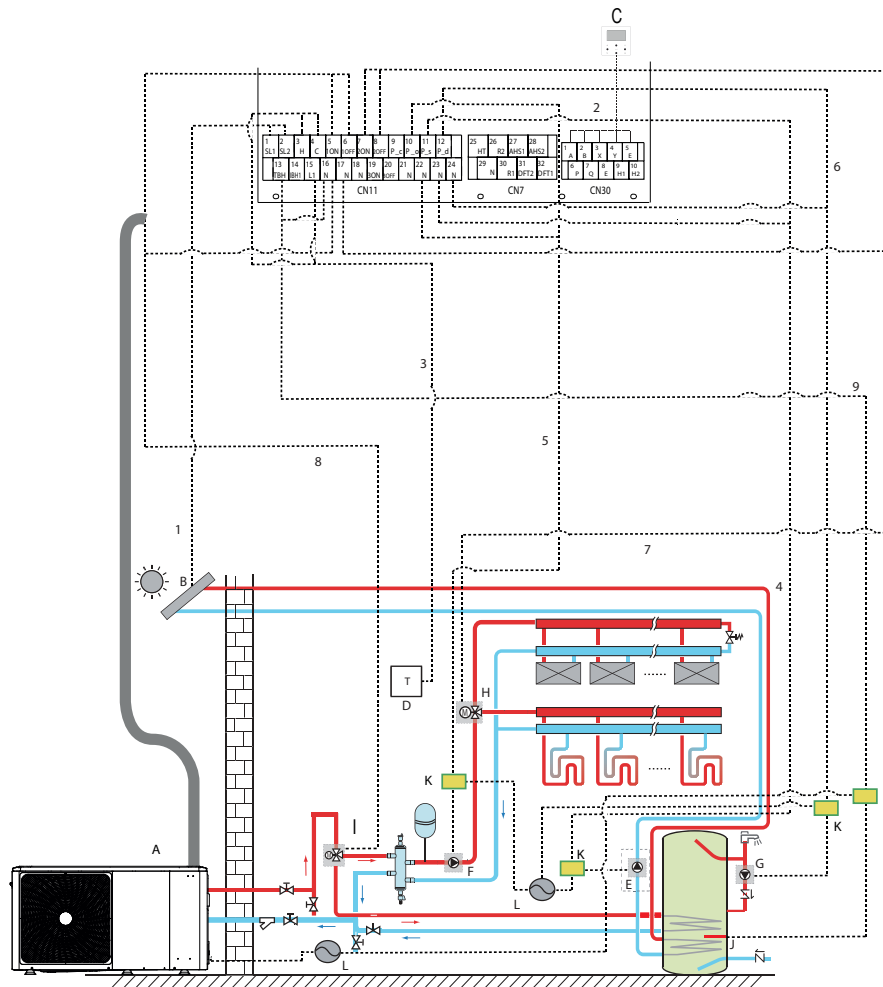 C
2
1 2 3 4 5 6 7 8 9 10 11 12
SL1 SL2 H C 1ON 1OFF 2ON 2OFF P_c P_o P_s P_d
13 14 15 16 17 18 19 20 21 22 23 24
TBH IBH1 L1 N N N 3ON 3OFF N N N N
CN11
25 26 27 28
HT R2 AHS1 AHS2
29 30 31 32
N R1 DFT2 DFT1
CN7
1 2 3 4 5
A B X Y E
6 7 8 9 10
P Q E H1 H2
CN30
6
3
9
5
8
1
7
B
4
T
D
H
M
K
I
A
M
F
K
K
G
E
L
J
L